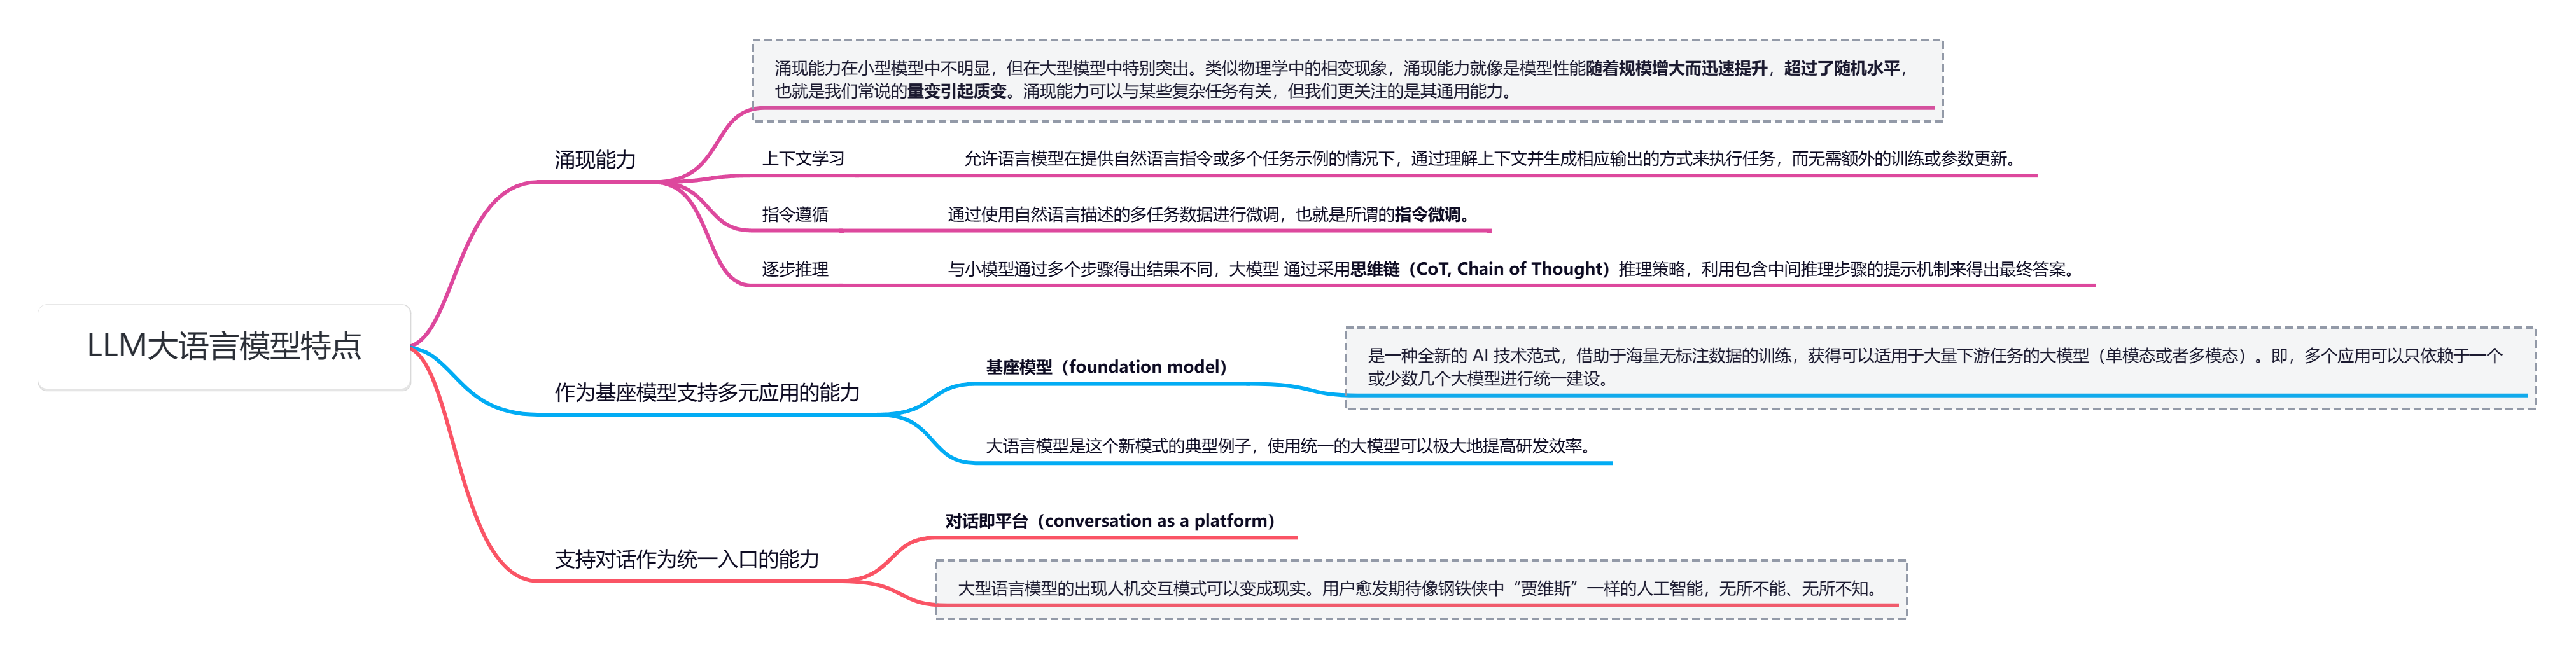 LLM大语言模型特点
涌现能力
涌现能力在小型模型中不明显，但在大型模型中特别突出。类似物理学中的相变现象，涌现能力就像是模型性能随着规模增大而迅速提升，超过了随机水平，
也就是我们常说的量变引起质变。涌现能力可以与某些复杂任务有关，但我们更关注的是其通用能力。
上下文学习
允许语言模型在提供自然语言指令或多个任务示例的情况下，通过理解上下文并生成相应输出的方式来执行任务，而无需额外的训练或参数更新。
指令遵循
通过使用自然语言描述的多任务数据进行微调，也就是所谓的指令微调。
逐步推理
与小模型通过多个步骤得出结果不同，大模型 通过采用思维链（CoT, Chain of Thought）推理策略，利用包含中间推理步骤的提示机制来得出最终答案。
作为基座模型支持多元应用的能力
基座模型（foundation model）
是一种全新的 AI 技术范式，借助于海量无标注数据的训练，获得可以适用于大量下游任务的大模型（单模态或者多模态）。即，多个应用可以只依赖于一个
或少数几个大模型进行统一建设。
大语言模型是这个新模式的典型例子，使用统一的大模型可以极大地提高研发效率。
支持对话作为统一入口的能力
对话即平台（conversation as a platform）
大型语言模型的出现人机交互模式可以变成现实。用户愈发期待像钢铁侠中“贾维斯”一样的人工智能，无所不能、无所不知。